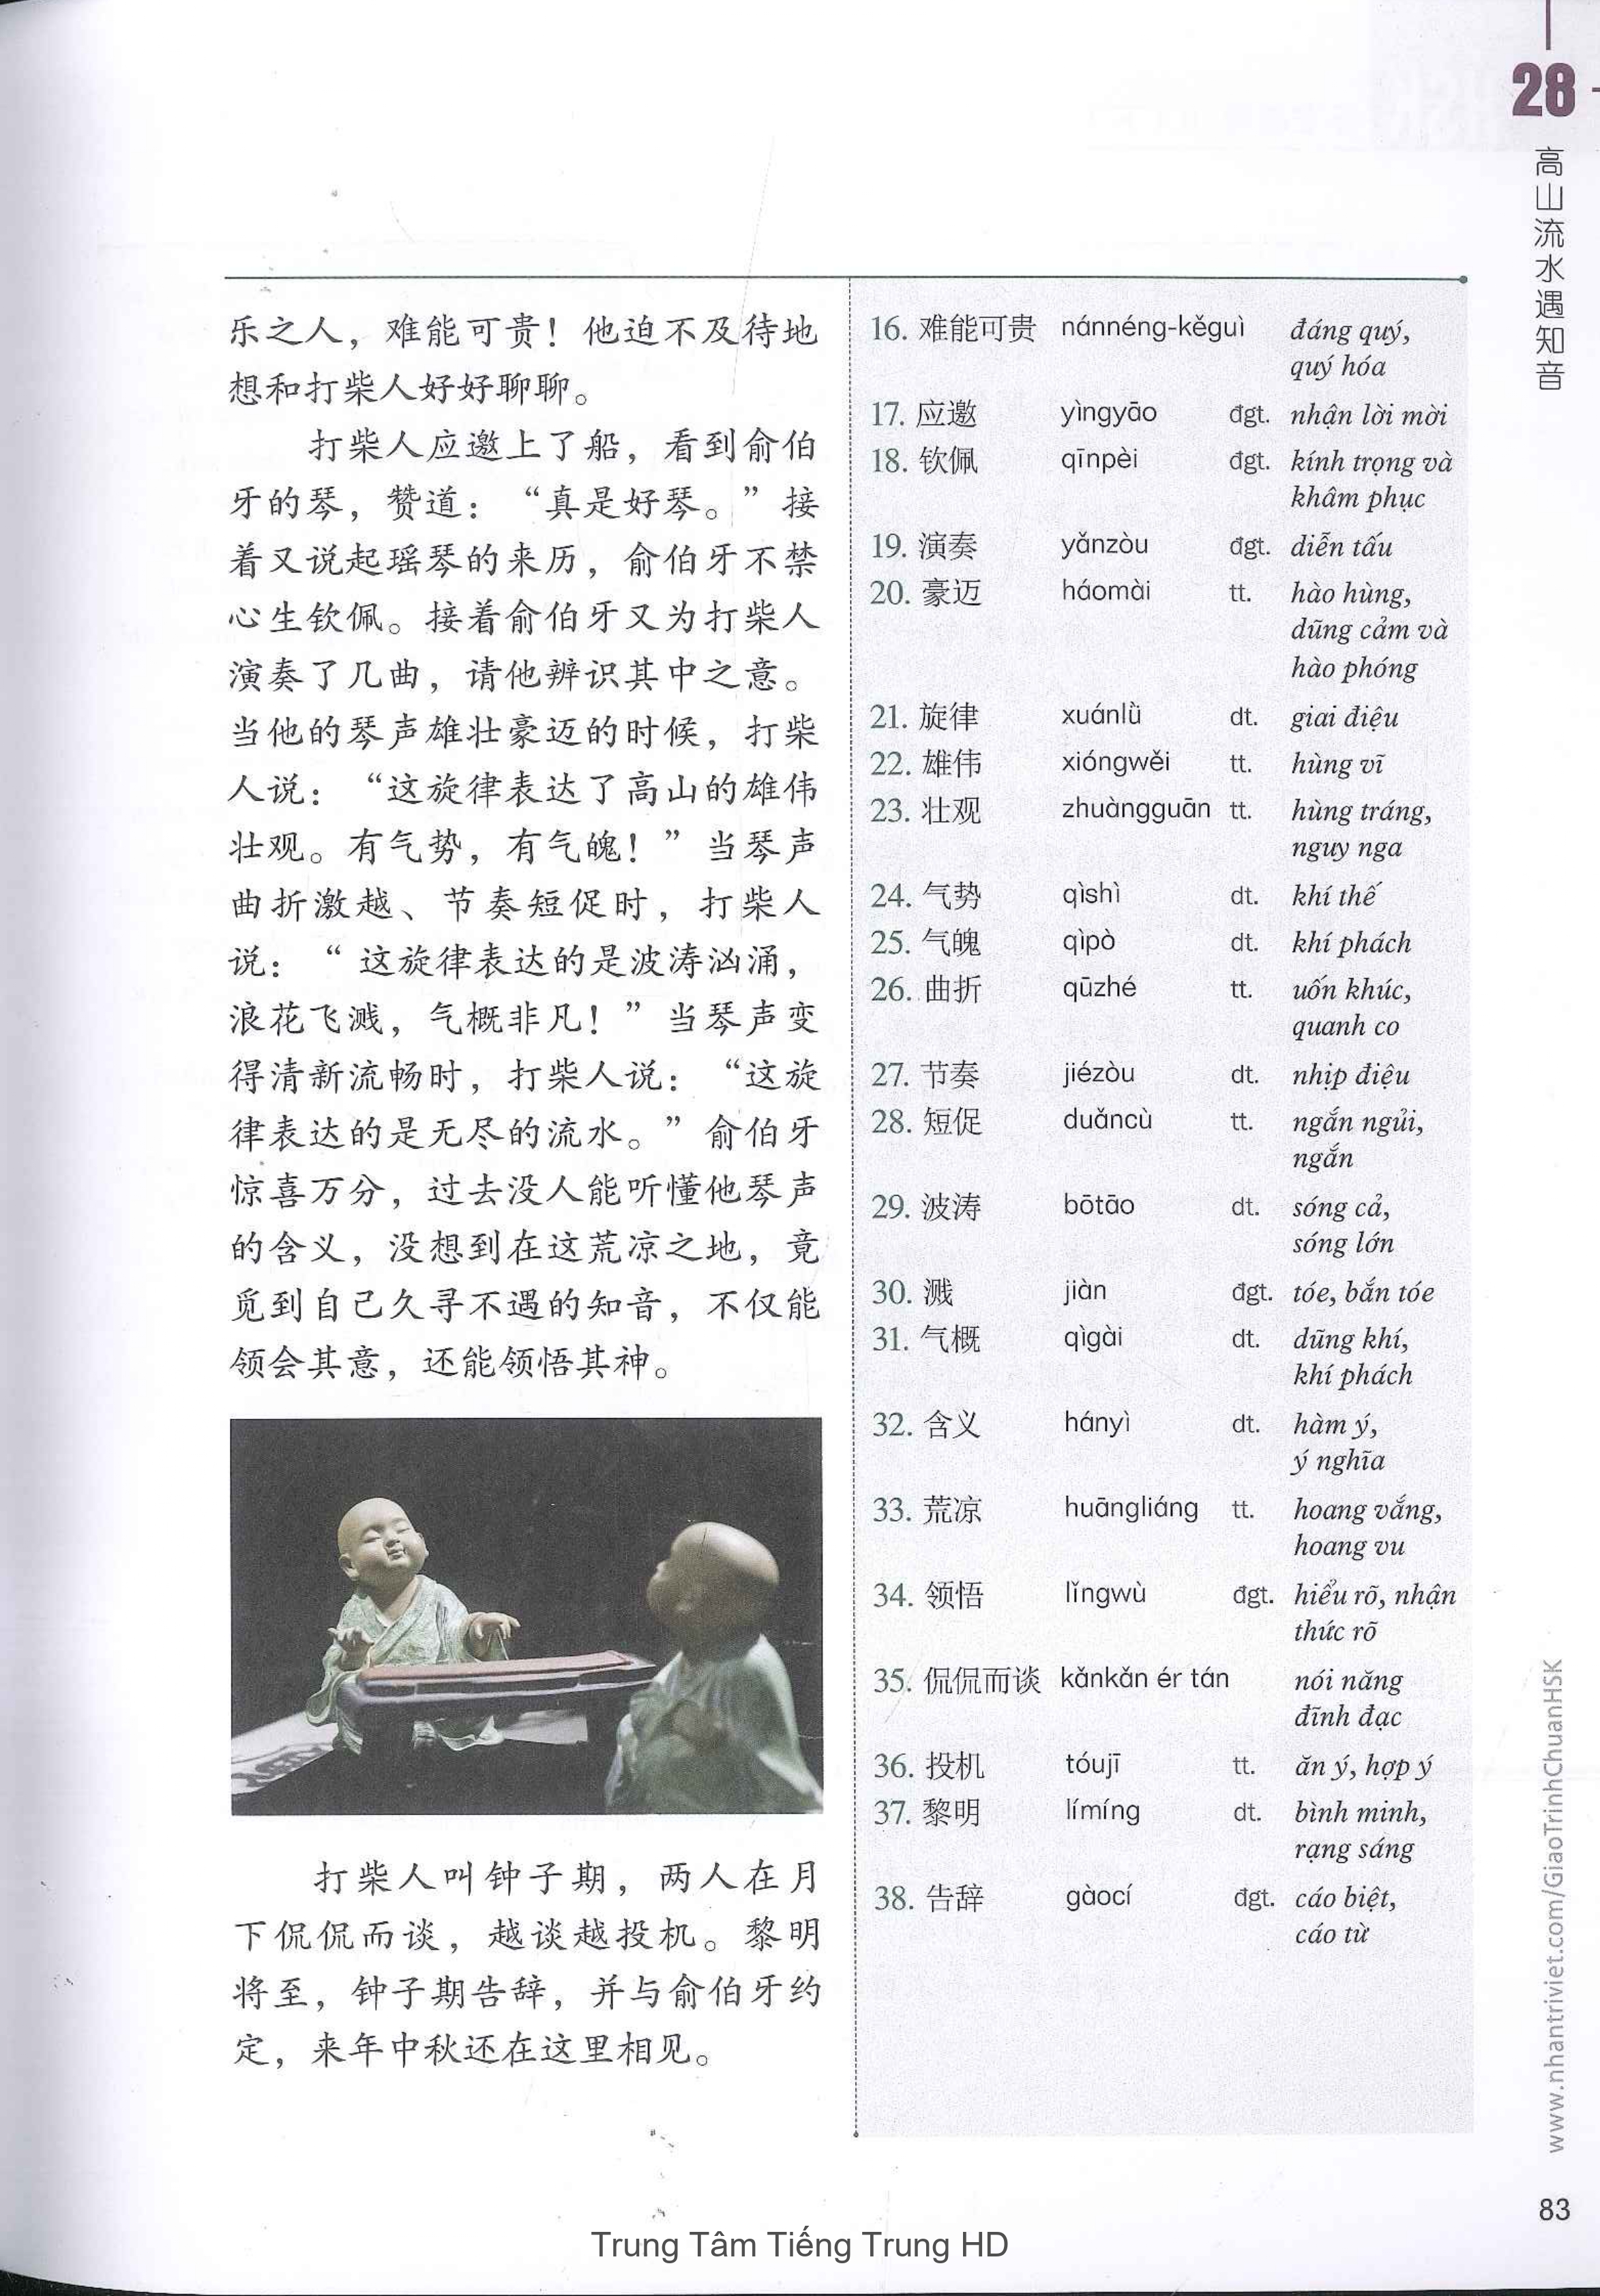 28
高山流水遇知音
乐之人，难能可贵！他迫不及待地
想和打柴人好好聊聊。
打柴人应邀上了船，看到俞伯
牙的琴，赞道：“真是好琴。”接
着又说起瑶琴的来历，俞伯牙不禁
心生钦佩。接着俞伯牙又为打柴人
演奏了几曲，请他辨识其中之意。
当他的琴声雄壮豪迈的时候，打柴
人说：“这旋律表达了高山的雄伟
壮观。有气势，有气魄！”当琴声
曲折激越、节奏短促时，打柴人
说：“这旋律表达的是波涛汹涌，
浪花飞溅，气概非凡！”当琴声变
得清新流畅时，打柴人说：“这旋
律表达的是无尽的流水。”俞伯牙
惊喜万分，过去没人能听懂他琴声
的含义，没想到在这荒凉之地，竟
觅到自己久寻不遇的知音，不仅能
领会其意，还能领悟其神。
打柴人叫钟子期，两人在月
下侃侃而谈，越谈越投机。黎明
将至，钟子期告辞，并与俞伯牙约
定，来年中秋还在这里相见。
16. 难能可贵 nánnéng-kěguì đáng quý,
quý hóa
17. 应邀 yìngyāo đgt. nhận lời mời
18. 钦佩 qīnpèi đgt. kính trọng và
khâm phục
19. 演奏 yǎnzòu đgt. diễn tấu
20. 豪迈 háomài tt. hào hùng,
dũng cảm và
hào phóng
21. 旋律 xuánlǜ dt. giai điệu
22. 雄伟 xióngwěi tt. hùng vĩ
23. 壮观 zhuàngguān tt. hùng tráng,
nguy nga
24. 气势 qìshì dt. khí thế
25. 气魄 qìpò dt. khí phách
26. 曲折 qūzhé tt. uốn khúc,
quanh co
27. 节奏 jiézòu dt. nhịp điệu
28. 短促 duǎncù tt. ngắn ngủi,
ngắn
29. 波涛 bōtāo dt. sóng cả,
sóng lớn
30. 溅 jiàn đgt. tóe, bắn tóe
31. 气概 qìgài dt. dũng khí,
khí phách
32. 含义 hányì dt. hàm ý,
ý nghĩa
33. 荒凉 huāngliáng tt. hoang vắng,
hoang vu
34. 领悟 lǐngwù đgt. hiểu rõ, nhận
thức rõ
35. 侃侃而谈 kǎnkǎn ér tán nói năng
đĩnh đạc
36. 投机 tóujī tt. ăn ý, hợp ý
37. 黎明 límíng dt. bình minh,
rạng sáng
38. 告辞 gàocí đgt. cáo biệt,
cáo từ
www.nhantriviet.com/GiaoTrinhChuanHSK
83
Trung Tâm Tiếng Trung HD